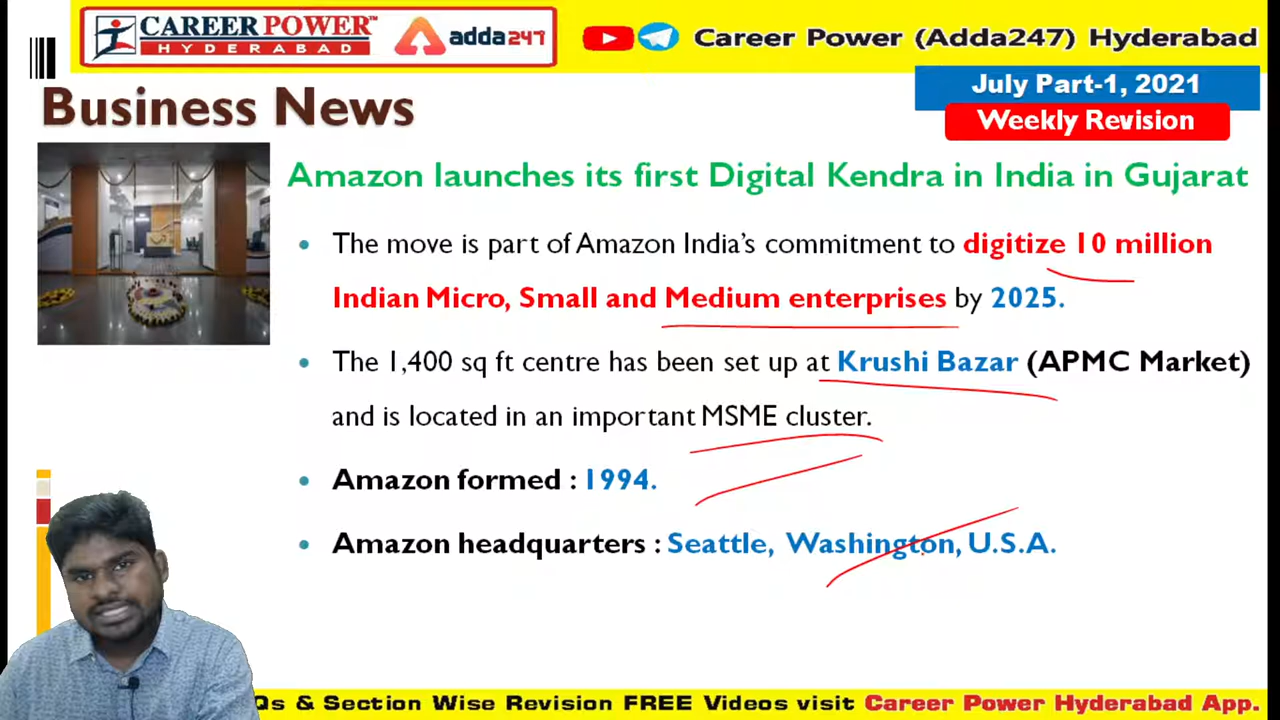 CAREER POWER™
HYDERABAD
adda247
Career Power (Adda247) Hyderabad
July Part-1, 2021
Weekly Revision
Business News
Amazon launches its first Digital Kendra in India in Gujarat
• The move is part of Amazon India's commitment to digitize 10 million
Indian Micro, Small and Medium enterprises by 2025.
• The 1,400 sq ft centre has been set up at Krushi Bazar (APMC Market)
and is located in an important MSME cluster.
• Amazon formed : 1994.
• Amazon headquarters : Seattle, Washington, U.S.A.
Qs & Section Wise Revision FREE Videos visit Career Power Hyderabad App.